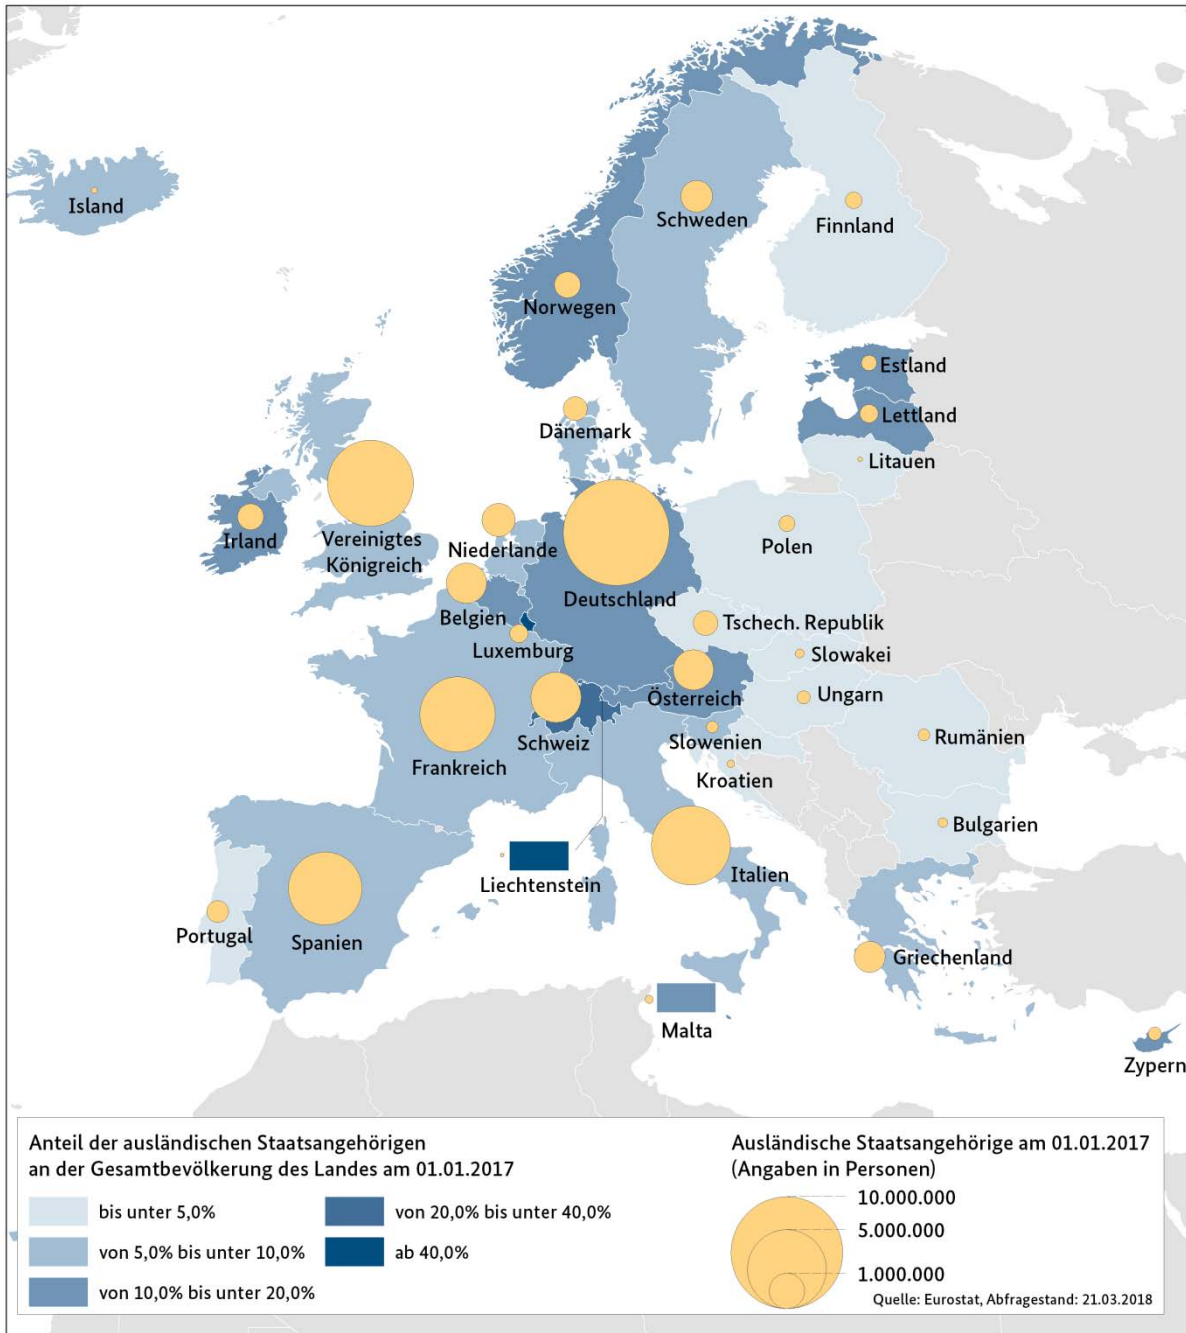 Island
Schweden
Finnland
Norwegen
Estland
Dänemark
Lettland
Litauen
Irland
Vereinigtes
Königreich
Niederlande
Polen
Deutschland
Belgien
Tschech. Republik
Luxemburg
Slowakei
Österreich
Ungarn
Schweiz
Slowenien
Rumänien
Frankreich
Kroatien
Bulgarien
Liechtenstein
Italien
Portugal
Spanien
Griechenland
Malta
Zypern
Anteil der ausländischen Staatsangehörigen
an der Gesamtbevölkerung des Landes am 01.01.2017
bis unter 5,0%
von 5,0% bis unter 10,0%
von 10,0% bis unter 20,0%
von 20,0% bis unter 40,0%
ab 40,0%
Ausländische Staatsangehörige am 01.01.2017
(Angaben in Personen)
10.000.000
5.000.000
1.000.000
Quelle: Eurostat, Abfragestand: 21.03.2018